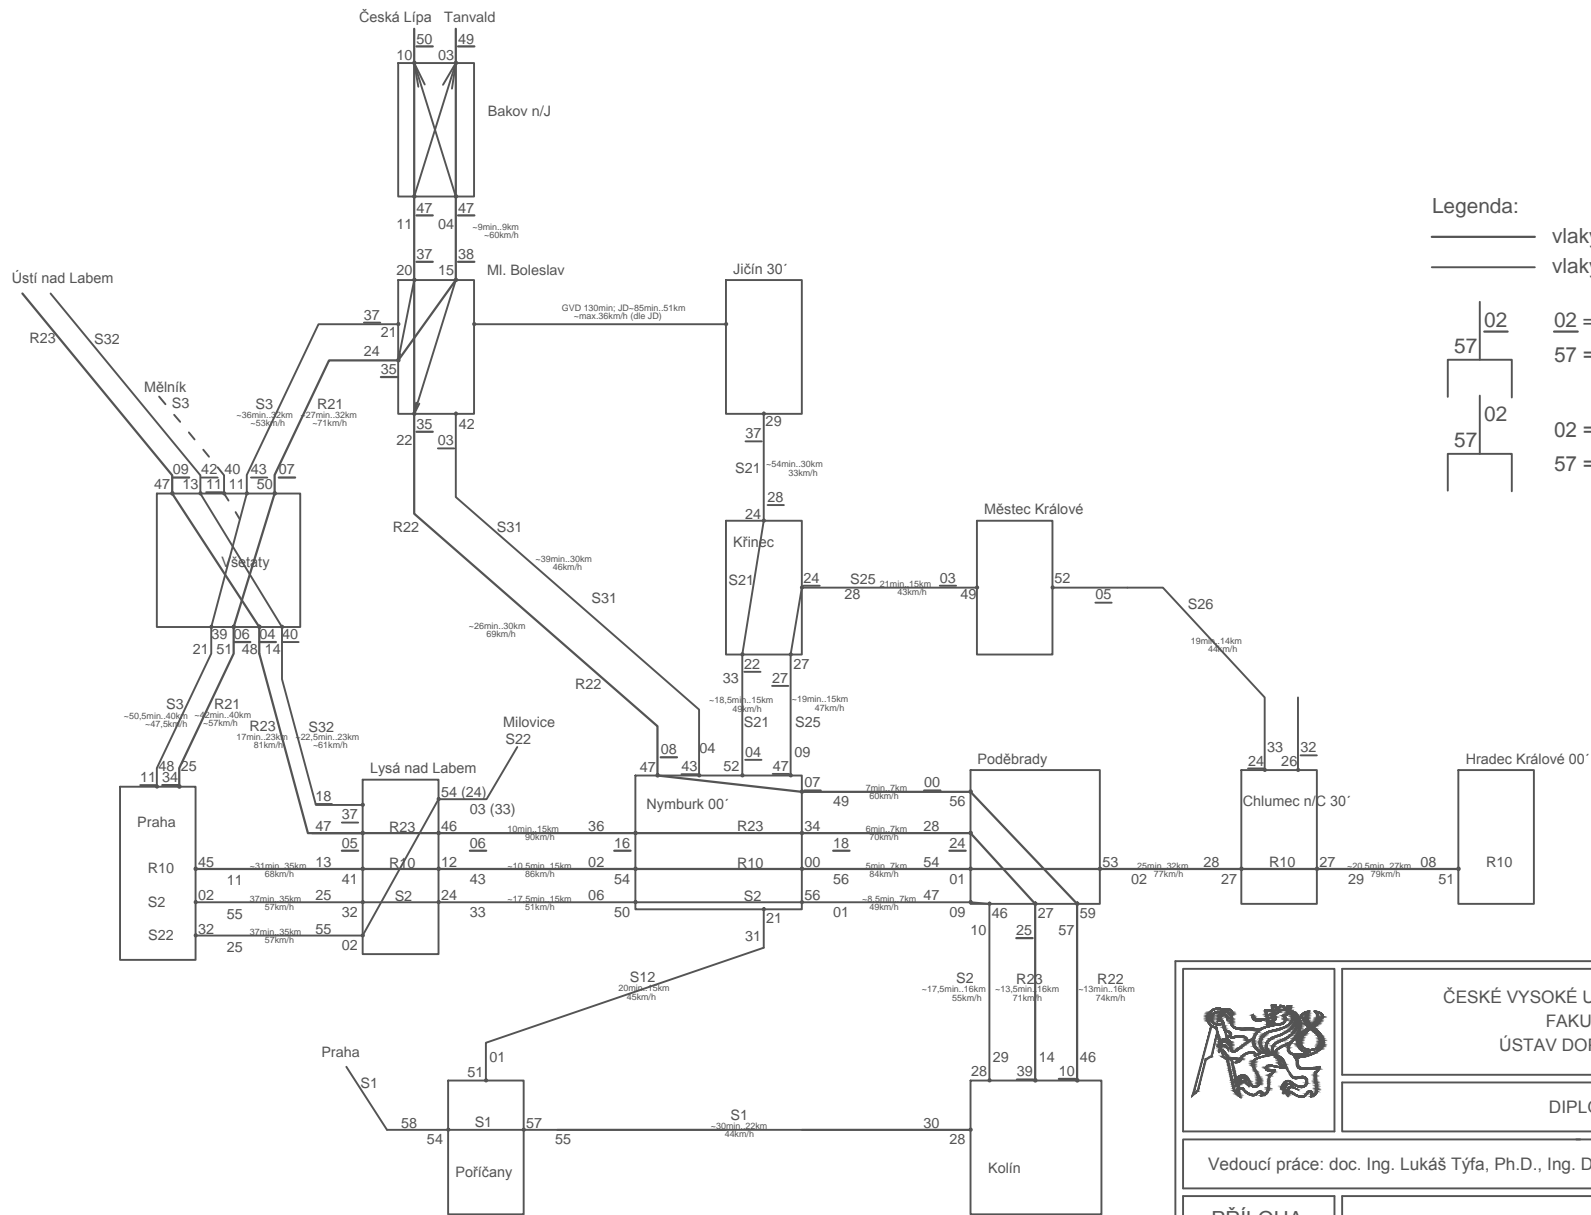 Česká Lípa Tanvald
50 49
10 03
Bakov n/J
47 47
11 04
~9min..9km
~60km/h
37 38
20 15
Ml. Boleslav
Jičín 30´
GVD 130min; JD~85min..51km
~max.36km/h (dle JD)
Legenda:
vlaky
vlaky
02
57
02 =
57 =
02
57
02 =
57 =
Ústí nad Labem
R23
S32
Mělník
S3
37
21
24
35
S3
~36min..32km
~53km/h
R21
~27min..32km
~71km/h
35
22
42
03
29
37
S21
~54min..30km
33km/h
28
24
09 42 40 43 07
47 13 11 11 50
Všetaty
R22
S31
~39min..30km
46km/h
S31
Křinec
S21
24
28
S25
21min..15km
43km/h
03
49
Městec Králové
52
05
S26
19min..14km
44km/h
~26min..30km
69km/h
R22
39 06 04 40
21 51 48 14
22
33
27
27
~18,5min..15km
49km/h
~19min..15km
47km/h
S21
S25
S3
~50,5min..40km
~47,5km/h
R21
~42min..40km
~57km/h
R23
17min..23km
81km/h
S32
~22,5min..23km
~61km/h
Milovice
S22
48 25
11 34
Praha
Lysá nad Labem
18
37
54 (24)
03 (33)
08 04 04 09
47 43 52 47
Nymburk 00´
07
49
7min..7km
60km/h
00
56
Poděbrady
33 32
24 26
Chlumec n/C 30´
Hradec Králové 00´
47
05
R23
46
06
10min..15km
90km/h
36
16
R23
34
18
6min..7km
70km/h
28
24
R10
45
11
~31min..35km
68km/h
13
41
R10
12
43
~10,5min..15km
86km/h
02
54
R10
00
56
5min..7km
84km/h
54
01
53
02
25min..32km
77km/h
28
27
R10
27
29
~20,5min..27km
79km/h
08
51
R10
S2
02
55
37min..35km
57km/h
25
32
S2
24
33
~17,5min..15km
51km/h
06
50
S2
56
01
~8,5min..7km
49km/h
47
09
S22
32
25
37min..35km
57km/h
55
02
21
31
46 27 59
10 25 57
S12
20min..15km
45km/h
S2
~17,5min..16km
55km/h
R23
~13,5min..16km
71km/h
R22
~13min..16km
74km/h
Praha
S1
01
51
29 14 46
28 39 10
58
54
S1
57
55
S1
~30min..22km
44km/h
30
28
Poříčany
Kolín
ČESKÉ VYSOKÉ U
FAKU
ÚSTAV DOP
DIPLO
Vedoucí práce: doc. Ing. Lukáš Týfa, Ph.D., Ing. D
PŘÍLOHA